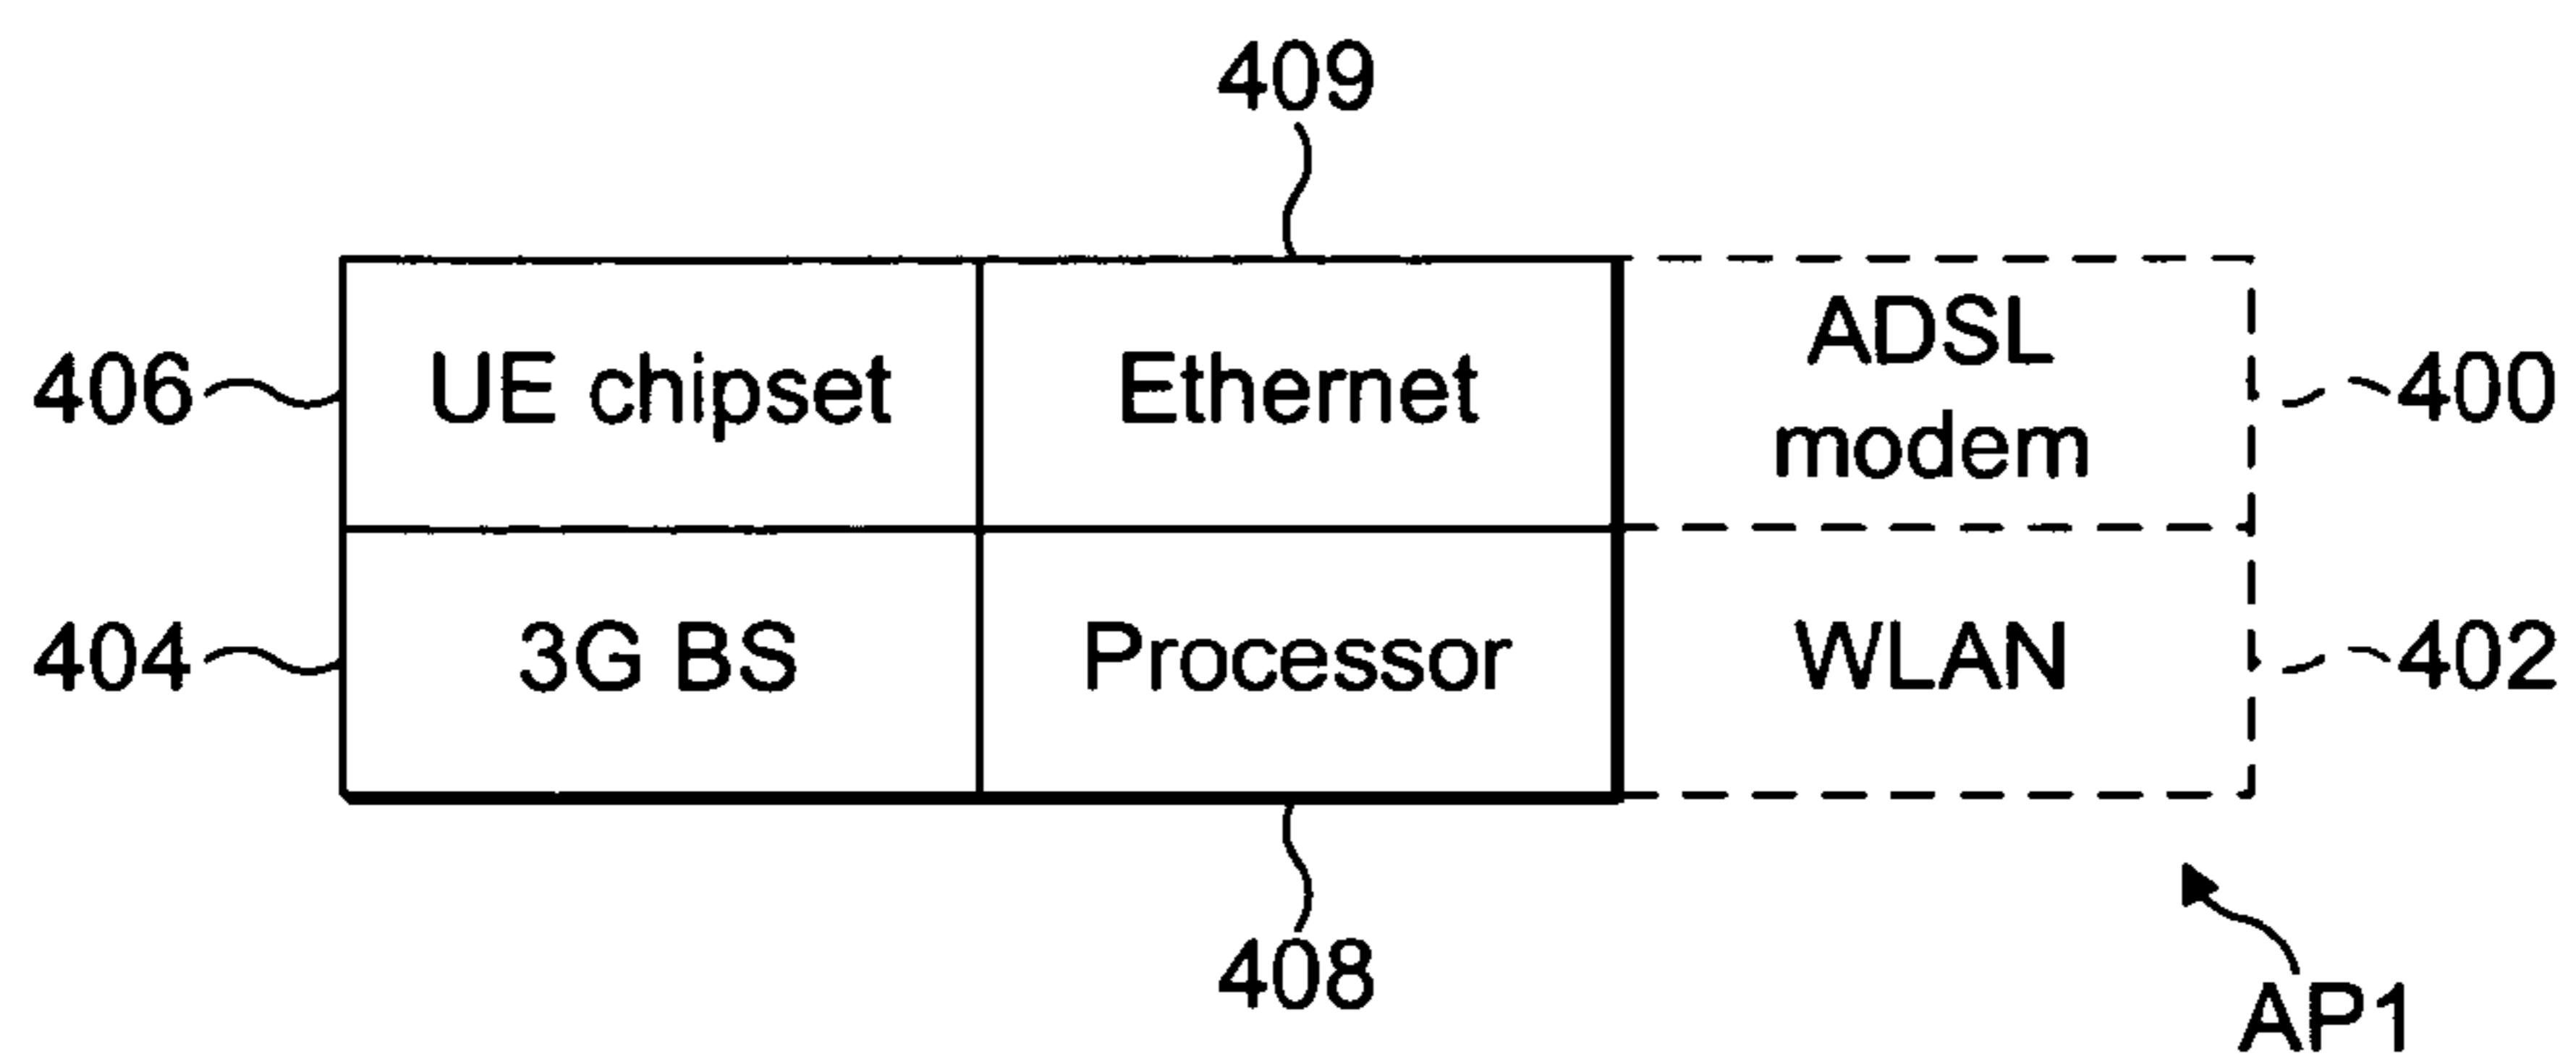 409
406
UE chipset
Ethernet
ADSL
modem
400
404
3G BS
Processor
WLAN
402
408
AP1